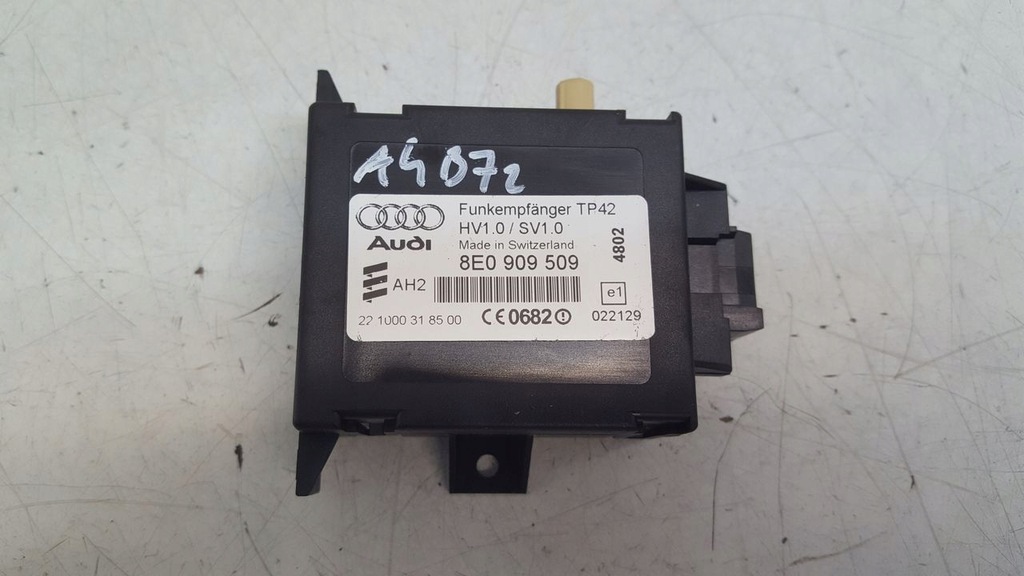 A4 07z
Funkempfänger TP42
HV1.0 / SV1.0
Audi
Made in Switzerland
8E0 909 509
4802
AH2
e1
22 1000 31 85 00
CE0682
022129